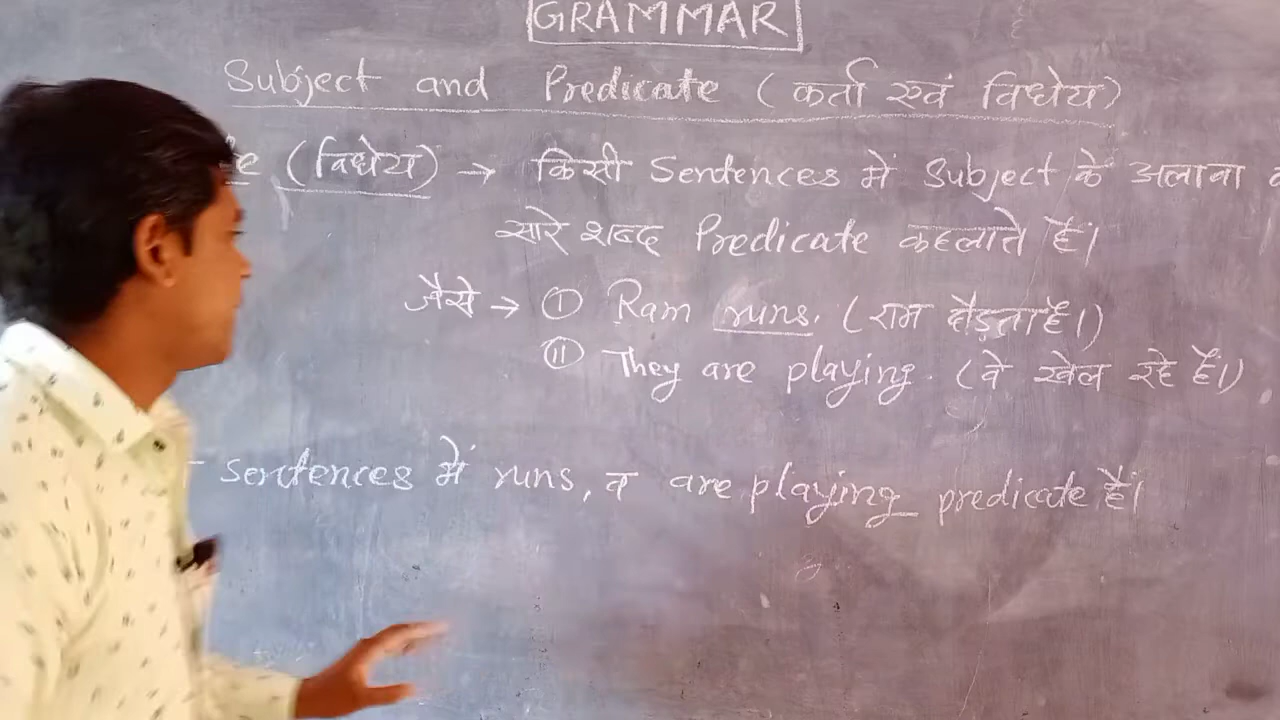 GRAMMAR
Subject and Predicate (कर्ता एवं विधेय)
(विधेय) → किसी Sentences में Subject के अलावा
सारे शब्द Predicate कहलाते हैं।
जैसे → (I) Ram runs. (राम दौड़ता है।)
(II) They are playing. (वे खेल रहे हैं।)
sentences में runs, व are playing predicate हैं।